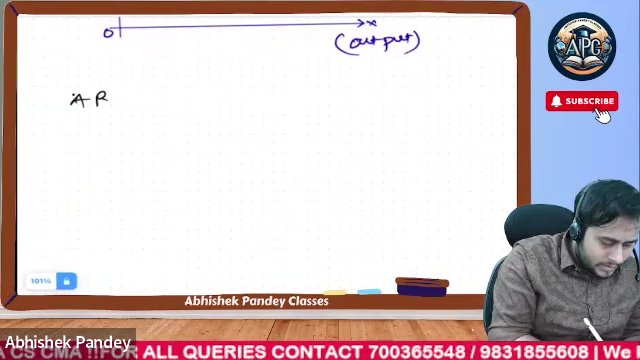 0 x
(output)
AR
APG
SUBSCRIBE
101%
Abhishek Pandey Classes
Abhishek Pandey
A CS CMA !!FOR ALL QUERIES CONTACT 700365548 / 9831855608 | We